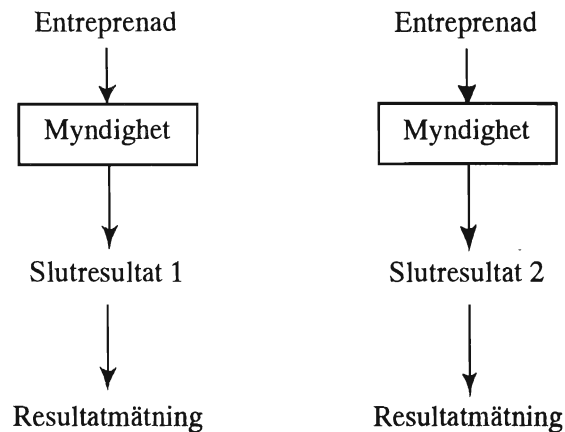 Entreprenad
Myndighet
Slutresultat 1
Resultatmätning
Entreprenad
Myndighet
Slutresultat 2
Resultatmätning